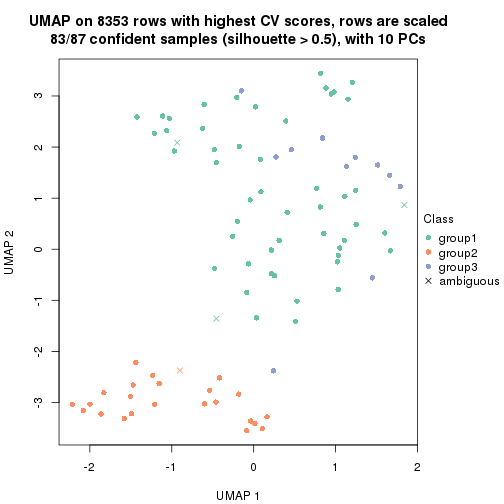 UMAP on 8353 rows with highest CV scores, rows are scaled
83/87 confident samples (silhouette > 0.5), with 10 PCs
3
2
1
0
-1
-2
-3
UMAP 2
-2
-1
0
1
2
UMAP 1
Class
group1
group2
group3
ambiguous